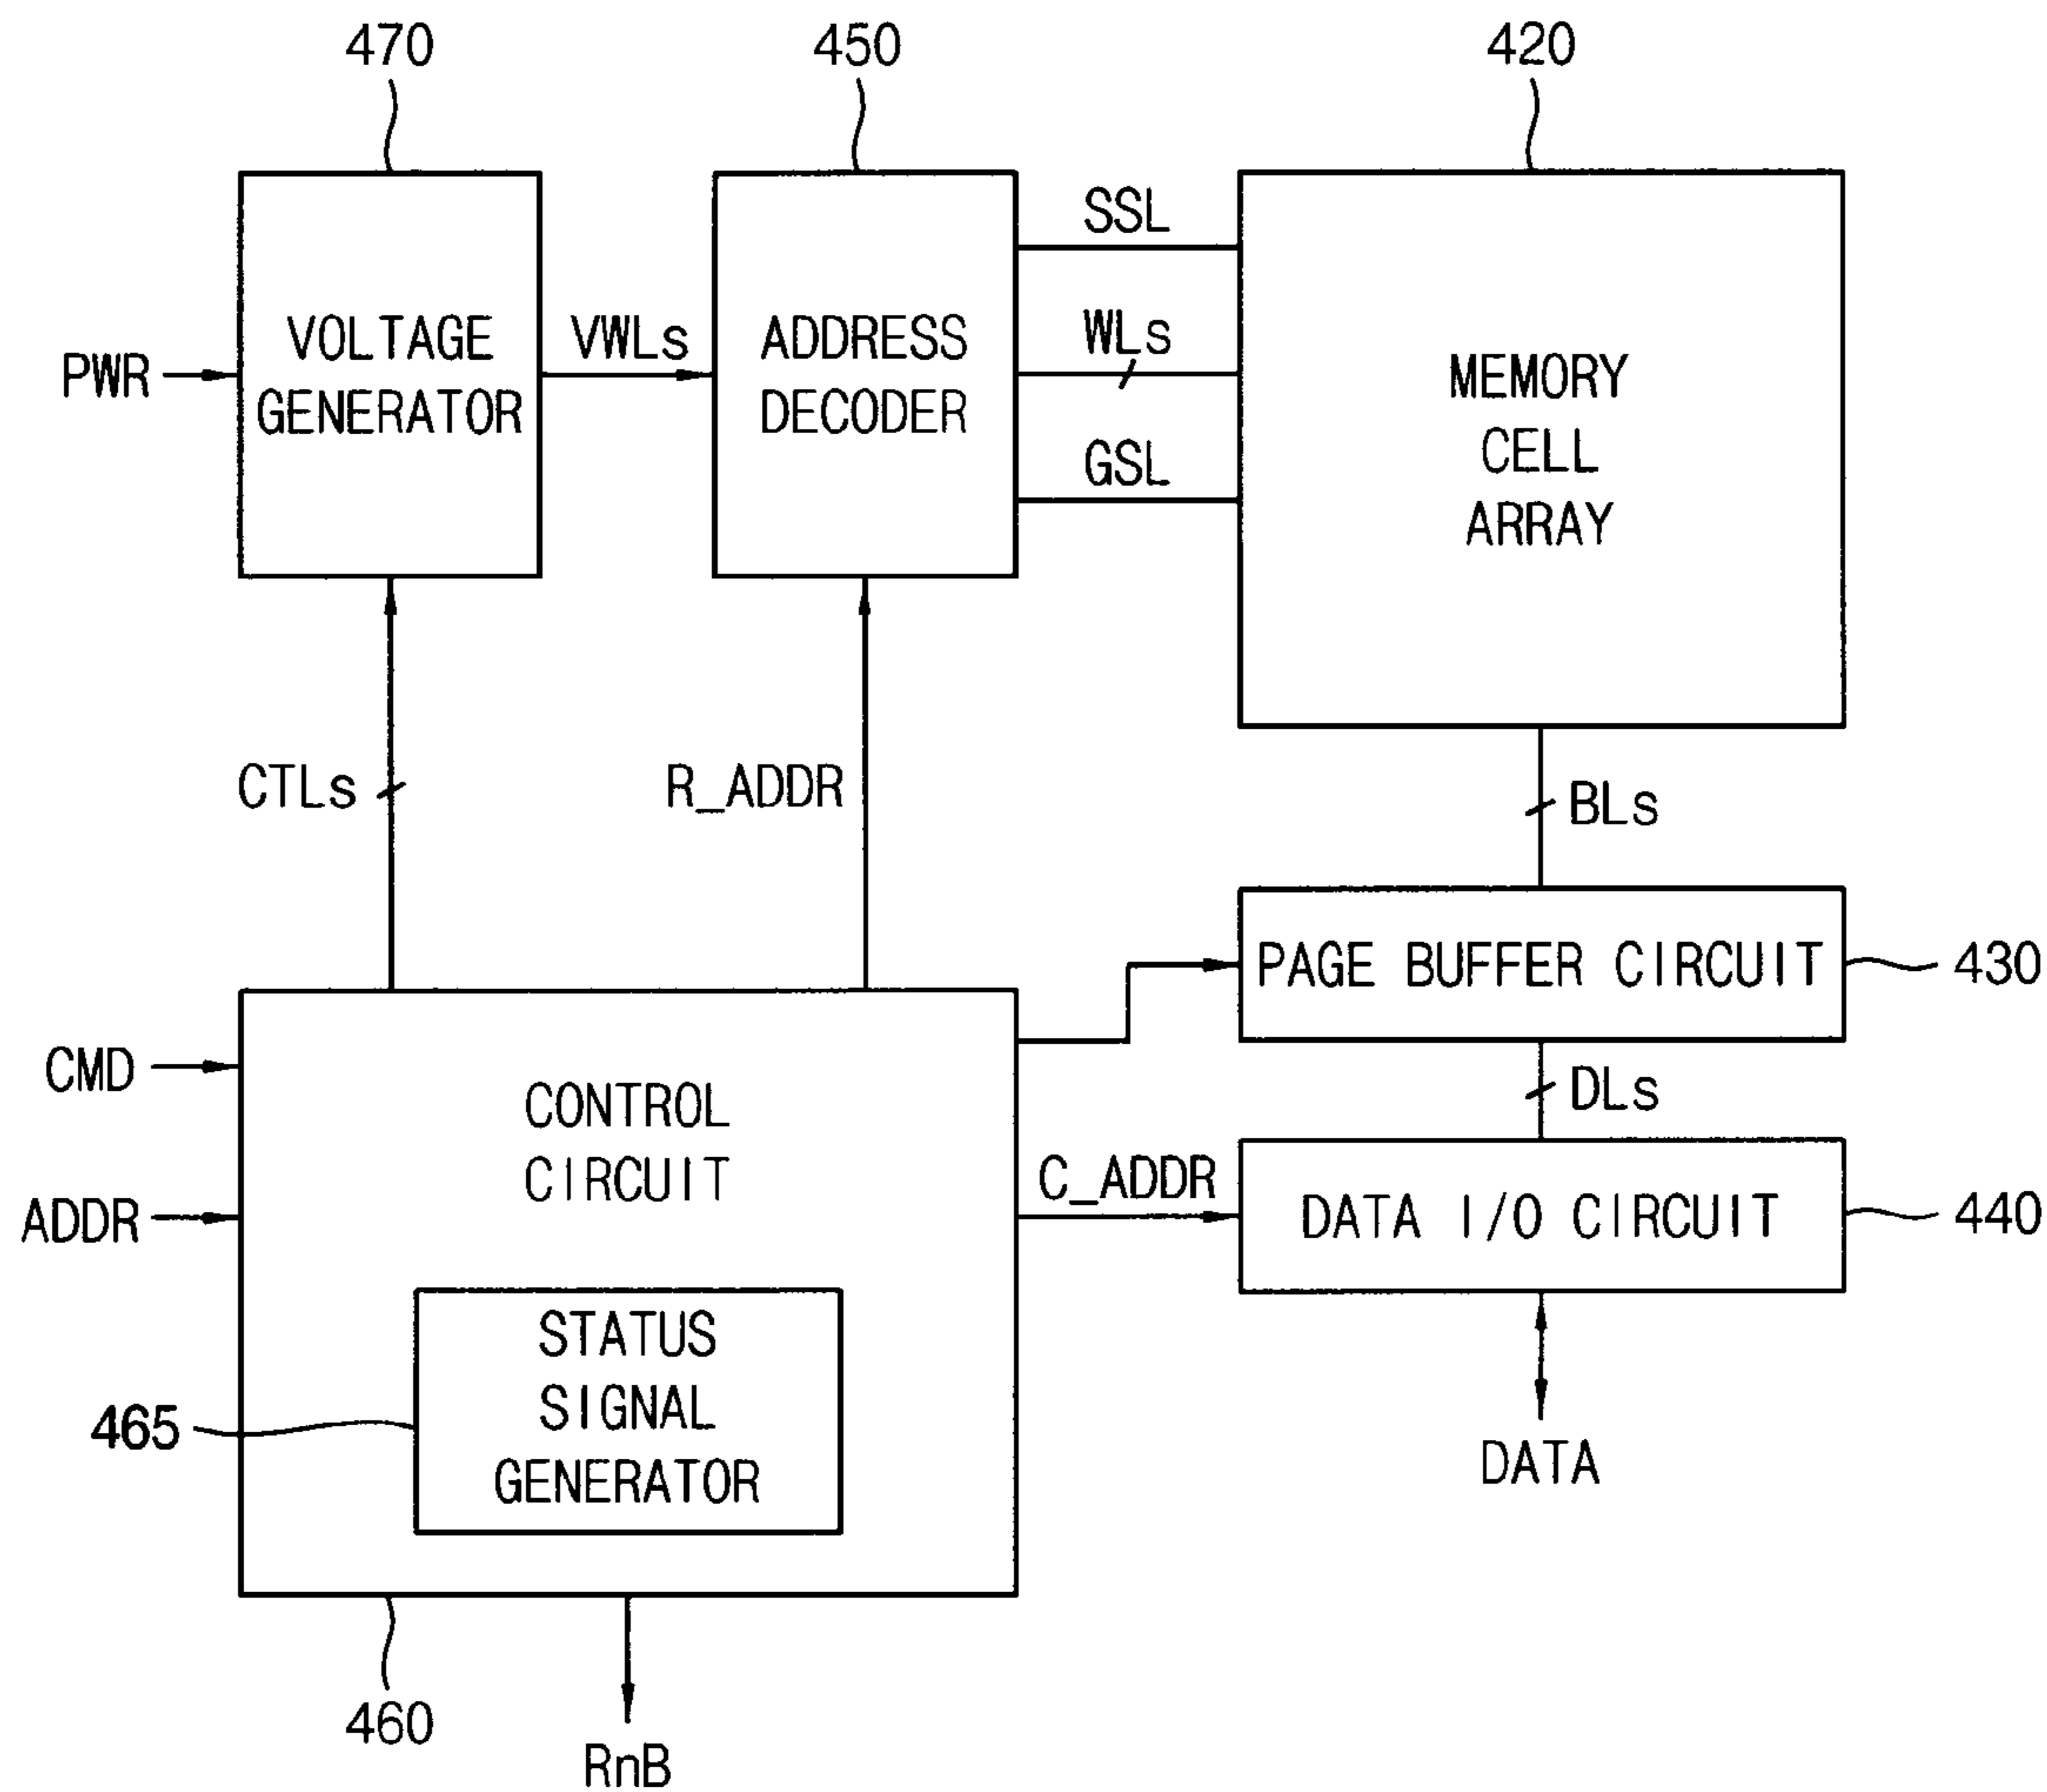 470
450
420
VOLTAGE
GENERATOR
ADDRESS
DECODER
MEMORY
CELL
ARRAY
PWR
VWLs
SSL
WLs
GSL
CTLs
R_ADDR
BLs
PAGE BUFFER CIRCUIT
430
CMD
CONTROL
CIRCUIT
DLs
ADDR
C_ADDR
DATA I/O CIRCUIT
440
STATUS
SIGNAL
GENERATOR
465
DATA
460
RnB